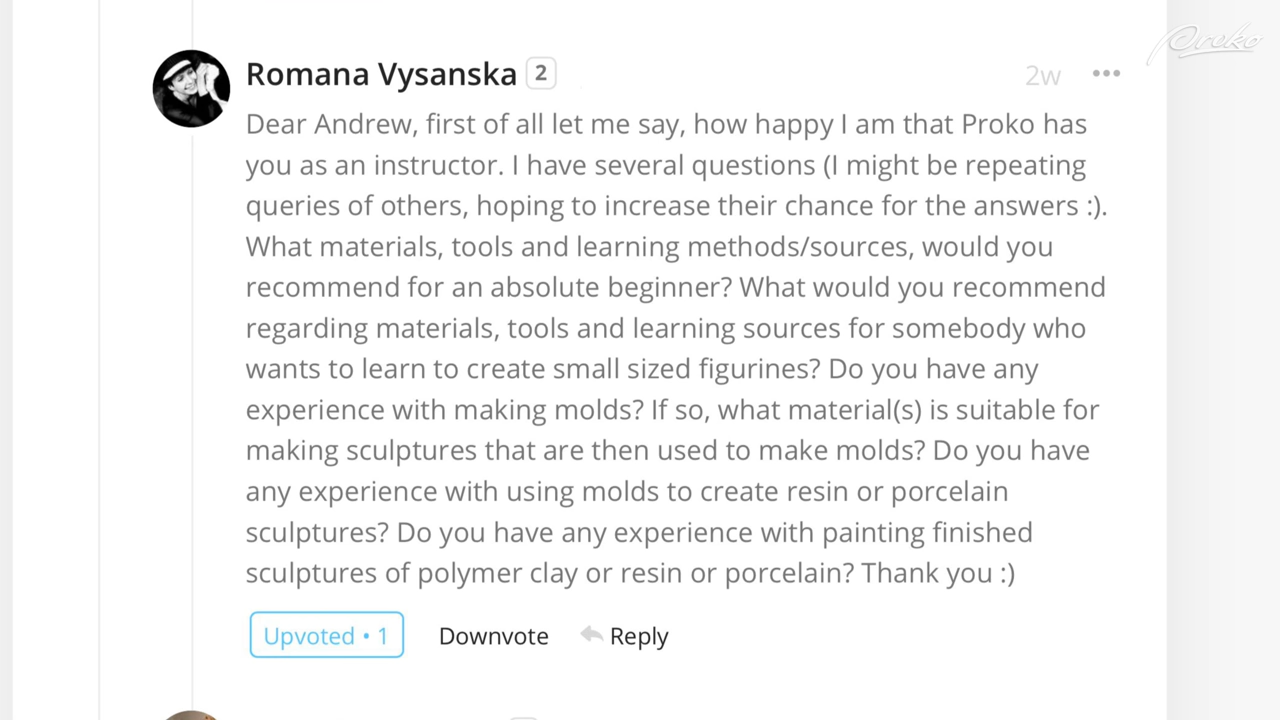 Proko
Romana Vysanska 2
2w •••
Dear Andrew, first of all let me say, how happy I am that Proko has
you as an instructor. I have several questions (I might be repeating
queries of others, hoping to increase their chance for the answers :).
What materials, tools and learning methods/sources, would you
recommend for an absolute beginner? What would you recommend
regarding materials, tools and learning sources for somebody who
wants to learn to create small sized figurines? Do you have any
experience with making molds? If so, what material(s) is suitable for
making sculptures that are then used to make molds? Do you have
any experience with using molds to create resin or porcelain
sculptures? Do you have any experience with painting finished
sculptures of polymer clay or resin or porcelain? Thank you :)
Upvoted • 1 Downvote Reply